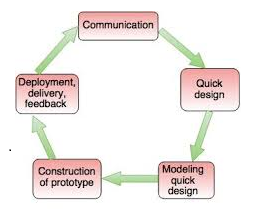 Communication
Quick
design
Modeling
quick
design
Construction
of prototype
Deployment,
delivery,
feedback